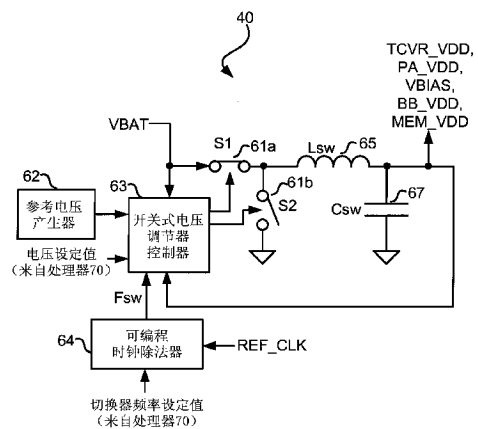 40
TCVR_VDD,
PA_VDD,
VBIAS,
BB_VDD,
MEM_VDD
VBAT
S1
61a
Lsw
65
62
参考电压
产生器
63
开关式电压
调节器
控制器
61b
S2
Csw
67
电压设定值
(来自处理器70)
Fsw
64
可编程
时钟除法器
REF_CLK
切换器频率设定值
(来自处理器70)